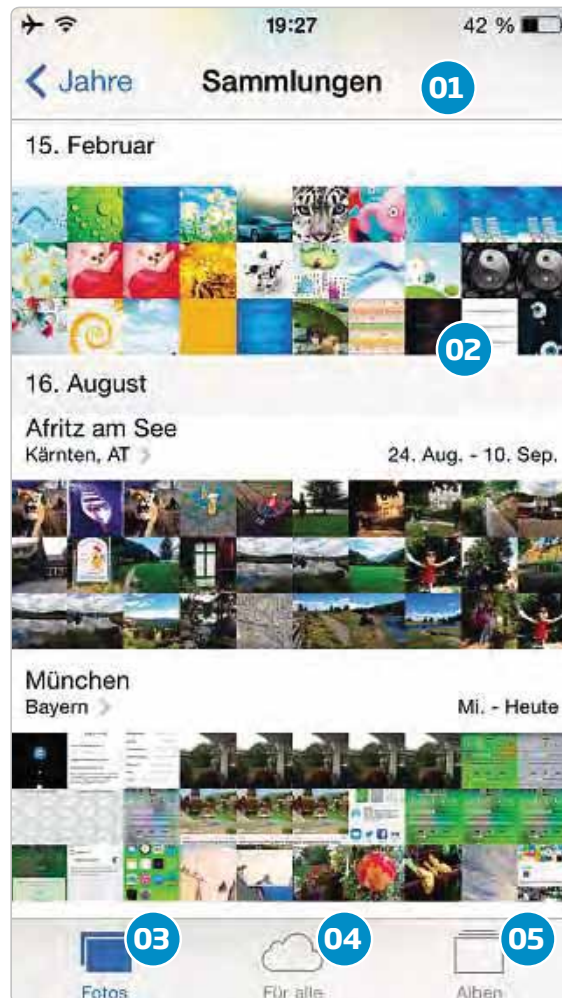 19:27
42 %
Jahre
Sammlungen
01
15. Februar
02
16. August
Afritz am See
Kärnten, AT
24. Aug. - 10. Sep.
München
Bayern
Mi. - Heute
03
04
05
Fotos
Für alle
Alben